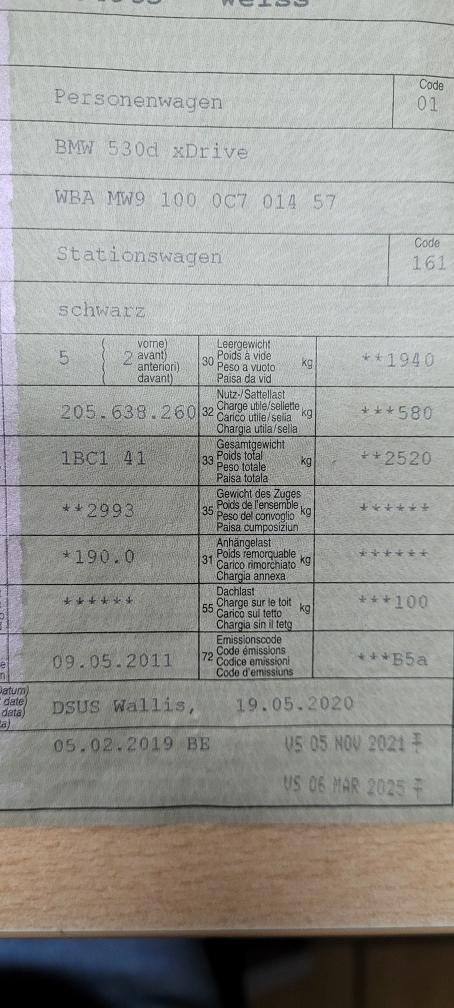 weiss
Code
Personenwagen 01
BMW 530d xDrive
WBA MW9 100 0C7 014 57
Code
Stationswagen 161
schwarz
5 ( 2 vorne) avant) anteriori) davant) 30 Leergewicht Poids à vide Peso a vuoto Paisa da vid kg **1940
205.638.260 32 Nutz-/Sattellast Charge utile/sellette Carico utile/sella Chargia utila/sella kg ***580
1BC1 41 33 Gesamtgewicht Poids total Peso totale Paisa totala kg **2520
**2993 35 Gewicht des Zuges Poids de l'ensemble Peso del convoglio Paisa cumposiziun kg ******
*190.0 31 Anhängelast Poids remorquable Carico rimorchiato Chargia annexa kg ******
****** 55 Dachlast Charge sur le toit Carico sul tetto Chargia sin il tetg kg ***100
09.05.2011 72 Emissionscode Code émissions Codice emissioni Code d'emissiuns ***B5a
Datum)
date)
data)
DSUS Wallis, 19.05.2020
05.02.2019 BE VS 05 NOV 2021
VS 06 MAR 2025